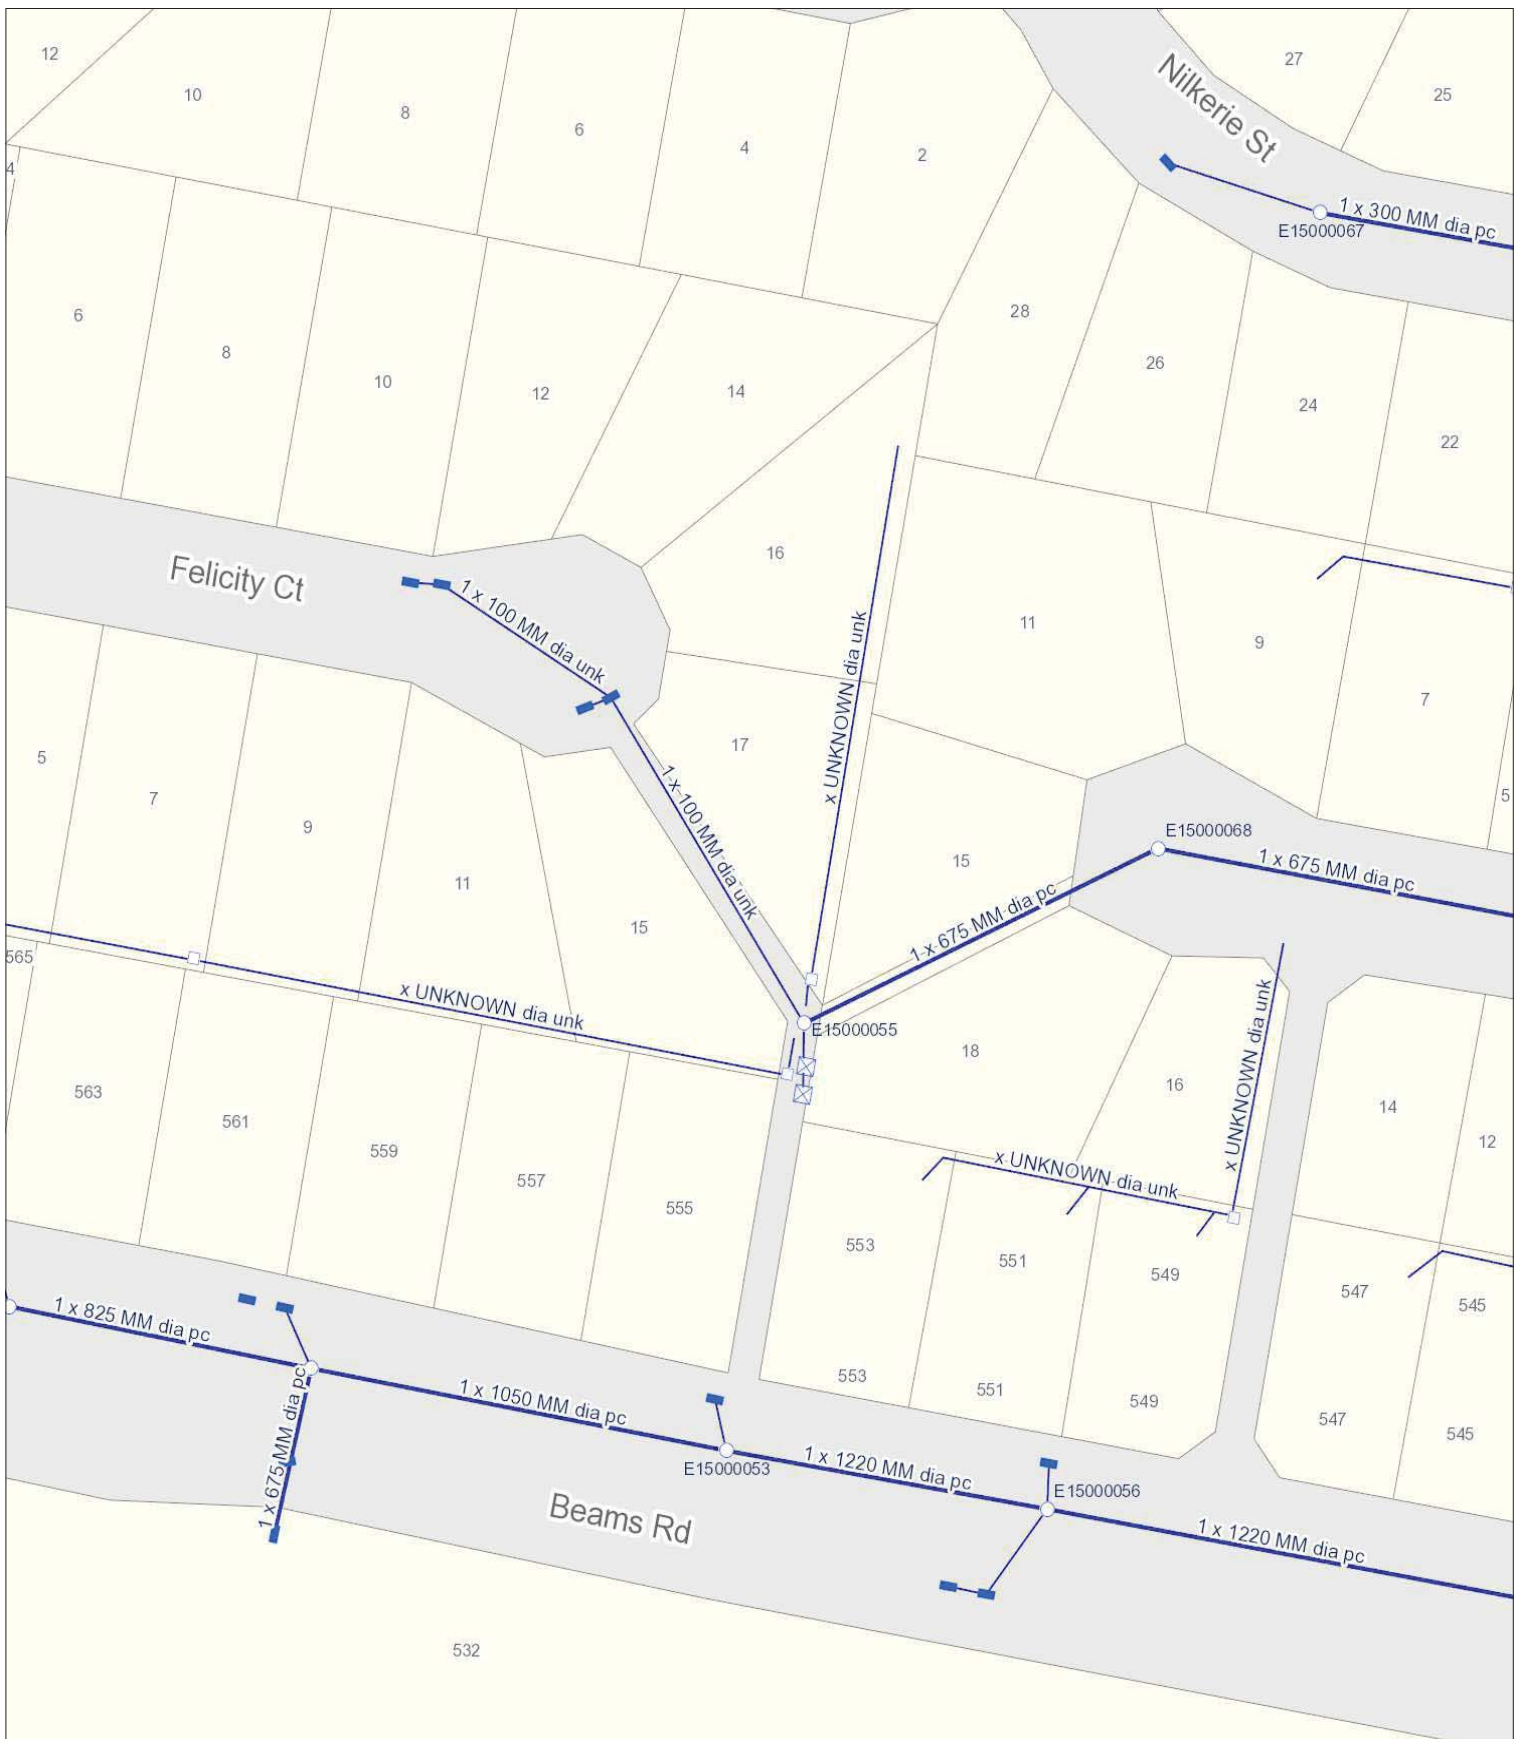 12
10
8
6
4
2
27
25
Nilkerie St
4
1 x 300 MM dia pc
E15000067
6
8
10
12
14
28
26
24
22
16
Felicity Ct
1 x 100 MM dia unk
11
9
7
x UNKNOWN dia unk
17
1 x 100 MM dia unk
5
7
9
11
15
5
15
E15000068
1 x 675 MM dia pc
1 x 675 MM dia pc
565
x UNKNOWN dia unk
E15000055
18
16
x UNKNOWN dia unk
14
12
563
561
559
557
555
x UNKNOWN dia unk
553
551
549
547
545
1 x 825 MM dia pc
1 x 675 MM dia pc
1 x 1050 MM dia pc
553
551
549
547
545
E15000053
1 x 1220 MM dia pc
E15000056
1 x 1220 MM dia pc
Beams Rd
532